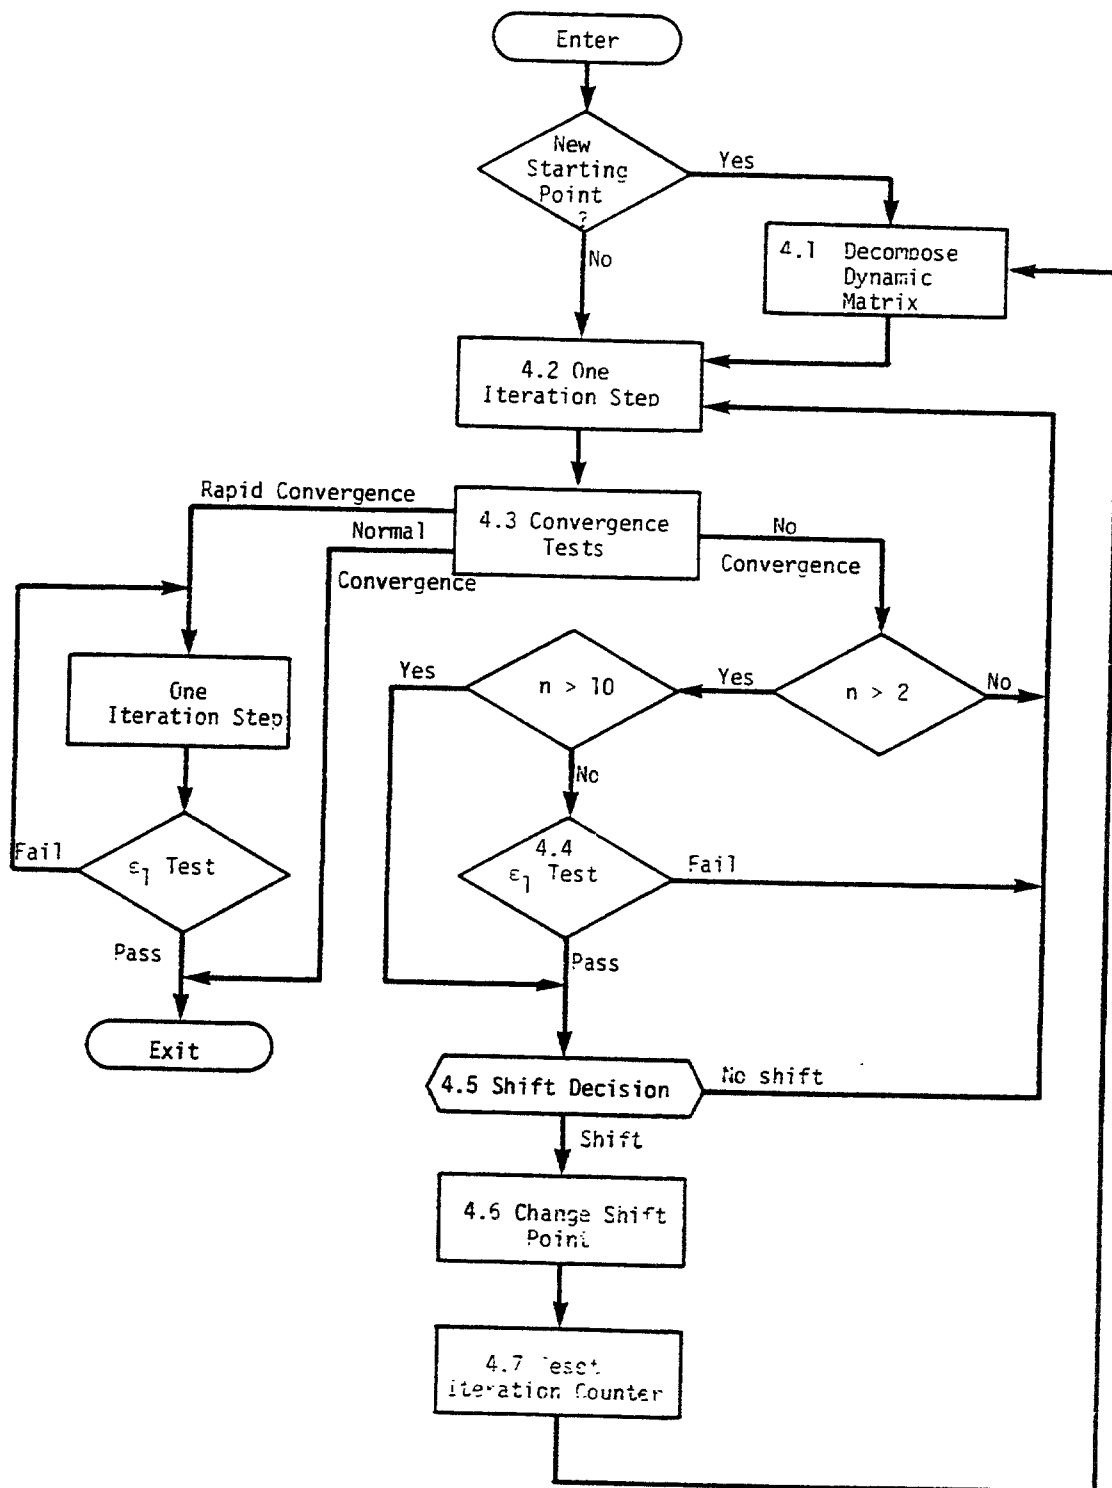 Enter
New
Starting
Point
?
Yes
No
4.1 Decompose
Dynamic
Matrix
4.2 One
Iteration Step
Rapid Convergence
Normal
Convergence
4.3 Convergence
Tests
No
Convergence
One
Iteration Step
Yes
n > 10
Yes
n > 2
No
No
Fail
ε1 Test
4.4
ε1 Test
Fail
Pass
Pass
Exit
4.5 Shift Decision
No shift
Shift
4.6 Change Shift
Point
4.7 Reset
Iteration Counter